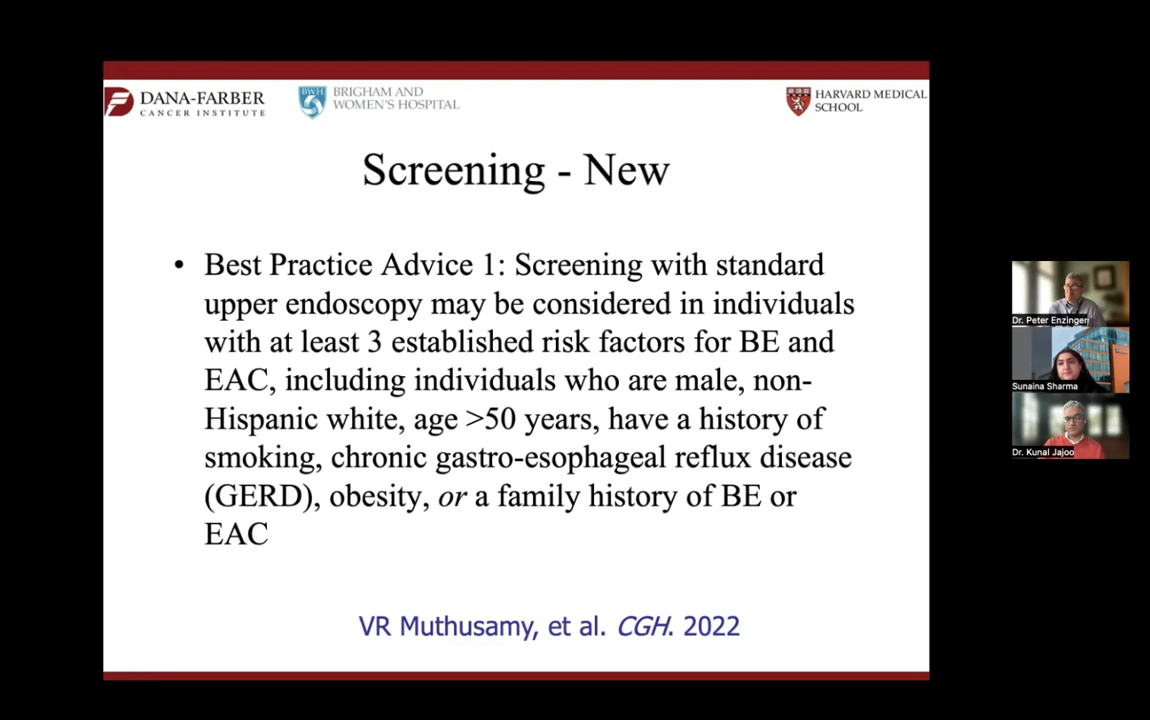 DANA-FARBER
CANCER INSTITUTE
BWH
BRIGHAM AND
WOMEN'S HOSPITAL
HARVARD MEDICAL
SCHOOL
Screening - New
• Best Practice Advice 1: Screening with standard
upper endoscopy may be considered in individuals
with at least 3 established risk factors for BE and
EAC, including individuals who are male, non-
Hispanic white, age >50 years, have a history of
smoking, chronic gastro-esophageal reflux disease
(GERD), obesity, or a family history of BE or
EAC
VR Muthusamy, et al. CGH. 2022
Dr. Peter Enzinger
Sunaina Sharma
Dr. Kunal Jajoo